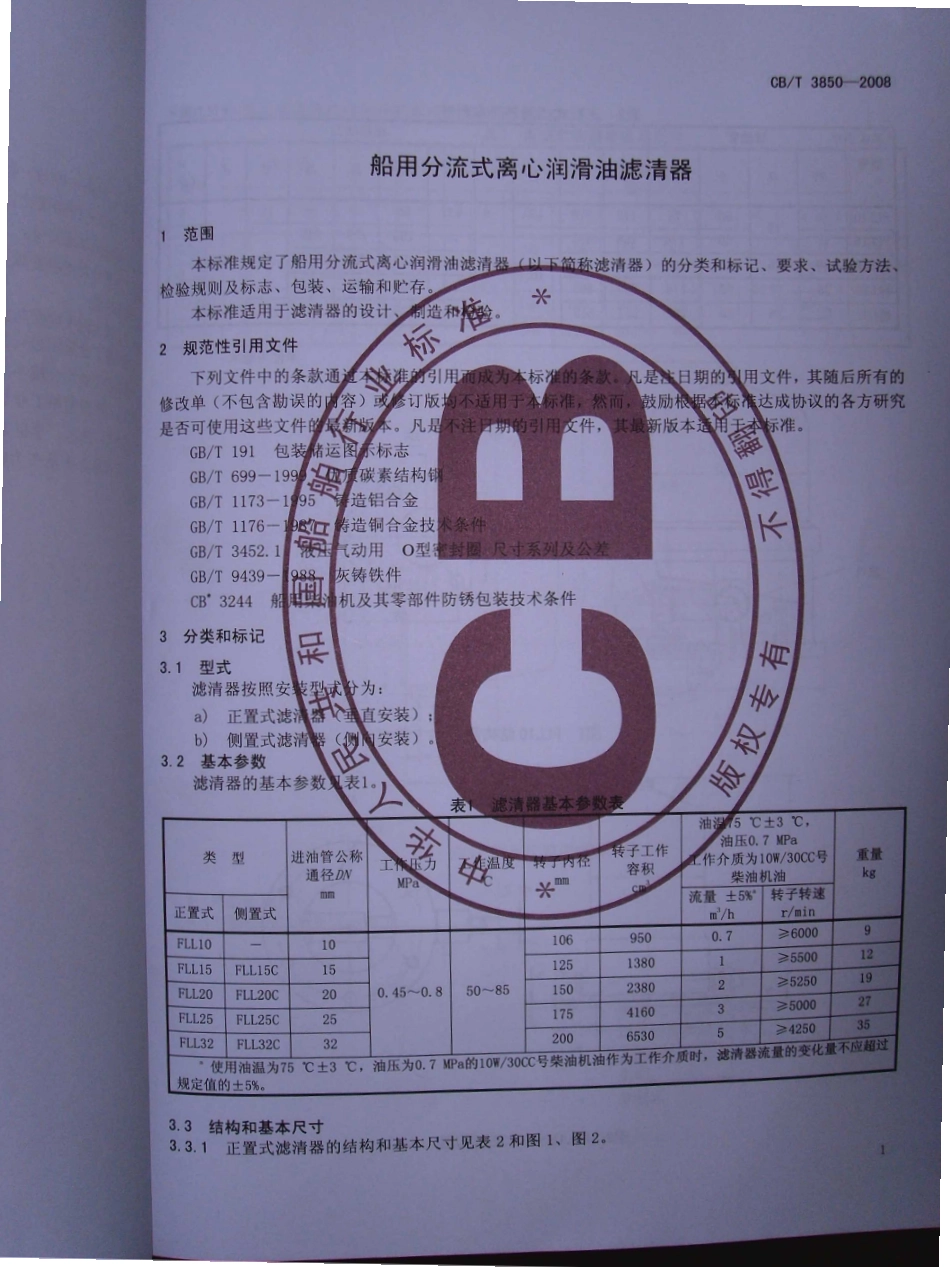 CB/T 3850—2008
船用分流式离心润滑油滤清器
1 范围
本标准规定了船用分流式离心润滑油滤清器(以下简称滤清器)的分类和标记、要求、试验方法、
检验规则及标志、包装、运输和贮存。
本标准适用于滤清器的设计、制造和检验。
2 规范性引用文件
下列文件中的条款通过本标准的引用而成为本标准的条款。凡是注日期的引用文件，其随后所有的
修改单（不包含勘误的内容）或修订版均不适用于本标准，然而，鼓励根据本标准达成协议的各方研究
是否可使用这些文件的最新版本。凡是不注日期的引用文件，其最新版本适用于本标准。
GB/T 191 包装储运图示标志
GB/T 699－1999 优质碳素结构钢
GB/T 1173－1995 铸造铝合金
GB/T 1176－1987 铸造铜合金技术条件
GB/T 3452.1 液压气动用 O型密封圈 尺寸系列及公差
GB/T 9439－1988 灰铸铁件
CB* 3244 船用柴油机及其零部件防锈包装技术条件
3 分类和标记
3.1 型式
滤清器按照安装型式分为：
a) 正置式滤清器（垂直安装）；
b) 侧置式滤清器（侧向安装）。
3.2 基本参数
滤清器的基本参数见表1。
表1 滤清器基本参数表
类 型 进油管公称通径DN mm 工作压力 MPa 工作温度 ℃ 转子内径 mm 转子工作容积 cm³ 油温75 ℃±3 ℃，油压0.7 MPa 工作介质为10W/30CC号柴油机油 重量 kg
正置式 侧置式 流量 ±5%* m³/h 转子转速 r/min
FLL10 — 10 0.45～0.8 50～85 106 950 0.7 ≥6000 9
FLL15 FLL15C 15 125 1380 1 ≥5500 12
FLL20 FLL20C 20 150 2380 2 ≥5250 19
FLL25 FLL25C 25 175 4160 3 ≥5000 27
FLL32 FLL32C 32 200 6530 5 ≥4250 35
* 使用油温为75 ℃±3 ℃，油压为0.7 MPa的10W/30CC号柴油机油作为工作介质时，滤清器流量的变化量不应超过
规定值的±5%。
3.3 结构和基本尺寸
3.3.1 正置式滤清器的结构和基本尺寸见表 2 和图 1、图 2。
1
中华人民共和国船舶行业标准
CB
版权专有 不得翻印